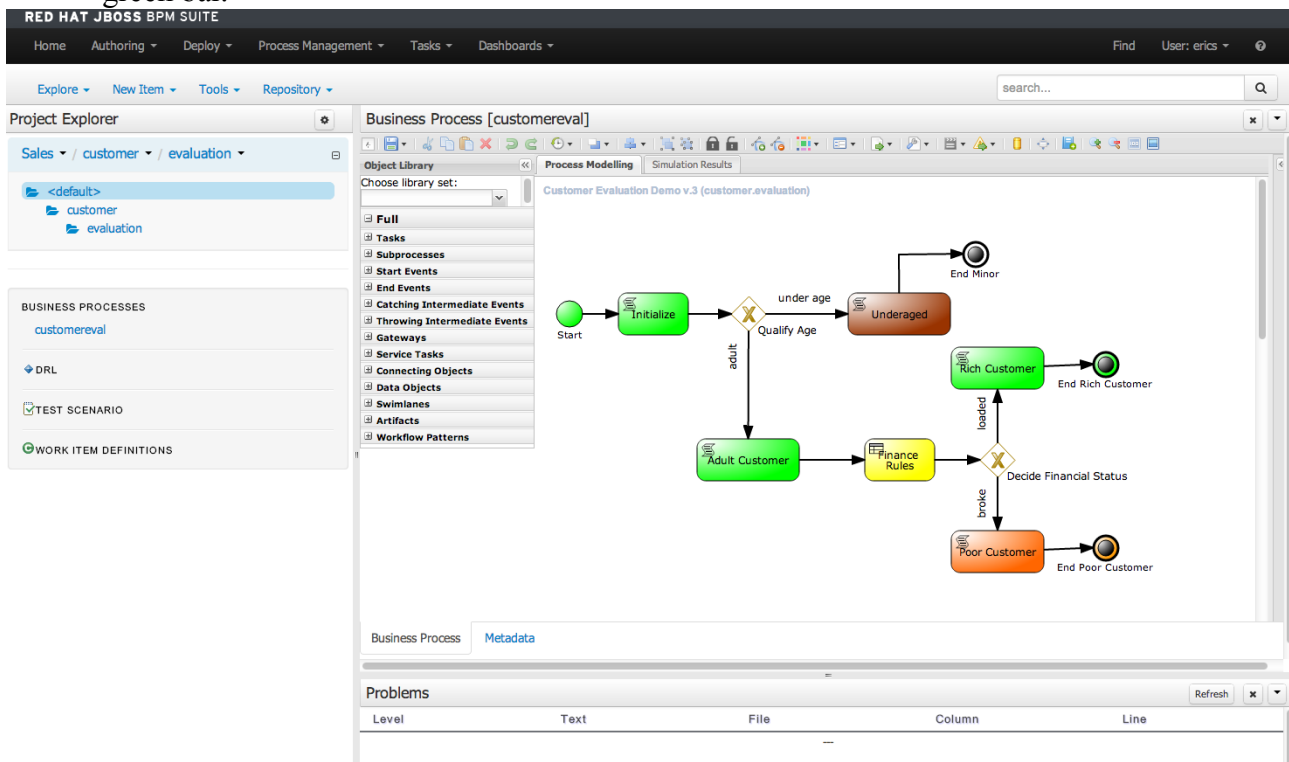 green bar.
RED HAT JBOSS BPM SUITE
Home Authoring Deploy Process Management Tasks Dashboards Find User: erics
Explore New Item Tools Repository search...
Project Explorer
Sales / customer / evaluation
<default>
customer
evaluation
BUSINESS PROCESSES
customereval
DRL
TEST SCENARIO
WORK ITEM DEFINITIONS
Business Process [customereval]
Object Library
Choose library set:
Full
Tasks
Subprocesses
Start Events
End Events
Catching Intermediate Events
Throwing Intermediate Events
Gateways
Service Tasks
Connecting Objects
Data Objects
Swimlanes
Artifacts
Workflow Patterns
Process Modelling Simulation Results
Customer Evaluation Demo v.3 (customer.evaluation)
End Minor
Start
Initialize
under age
Qualify Age
Underaged
adult
Rich Customer
End Rich Customer
loaded
Adult Customer
Finance
Rules
Decide Financial Status
broke
Poor Customer
End Poor Customer
Business Process Metadata
Problems Refresh
Level Text File Column Line
---